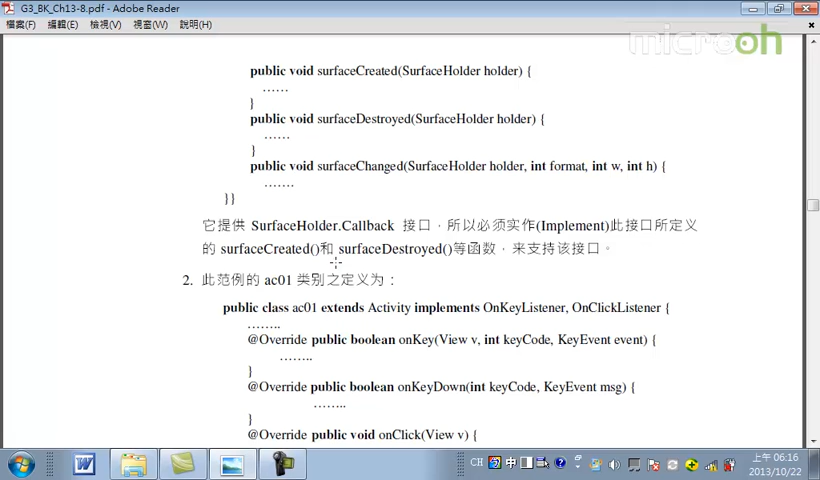 G3_BK_Ch13-8.pdf - Adobe Reader
檔案(F) 編輯(E) 檢視(V) 視窗(W) 說明(H)
microoh
public void surfaceCreated(SurfaceHolder holder) {
……
}
public void surfaceDestroyed(SurfaceHolder holder) {
……
}
public void surfaceChanged(SurfaceHolder holder, int format, int w, int h) {
…….
}}
它提供 SurfaceHolder.Callback 接口，所以必须实作(Implement)此接口所定义
的 surfaceCreated()和 surfaceDestroyed()等函数，来支持该接口。
2. 此范例的 ac01 类别之定义为：
public class ac01 extends Activity implements OnKeyListener, OnClickListener {
……..
@Override public boolean onKey(View v, int keyCode, KeyEvent event) {
……..
}
@Override public boolean onKeyDown(int keyCode, KeyEvent msg) {
……..
}
@Override public void onClick(View v) {
CH 中
上午 06:16
2013/10/22